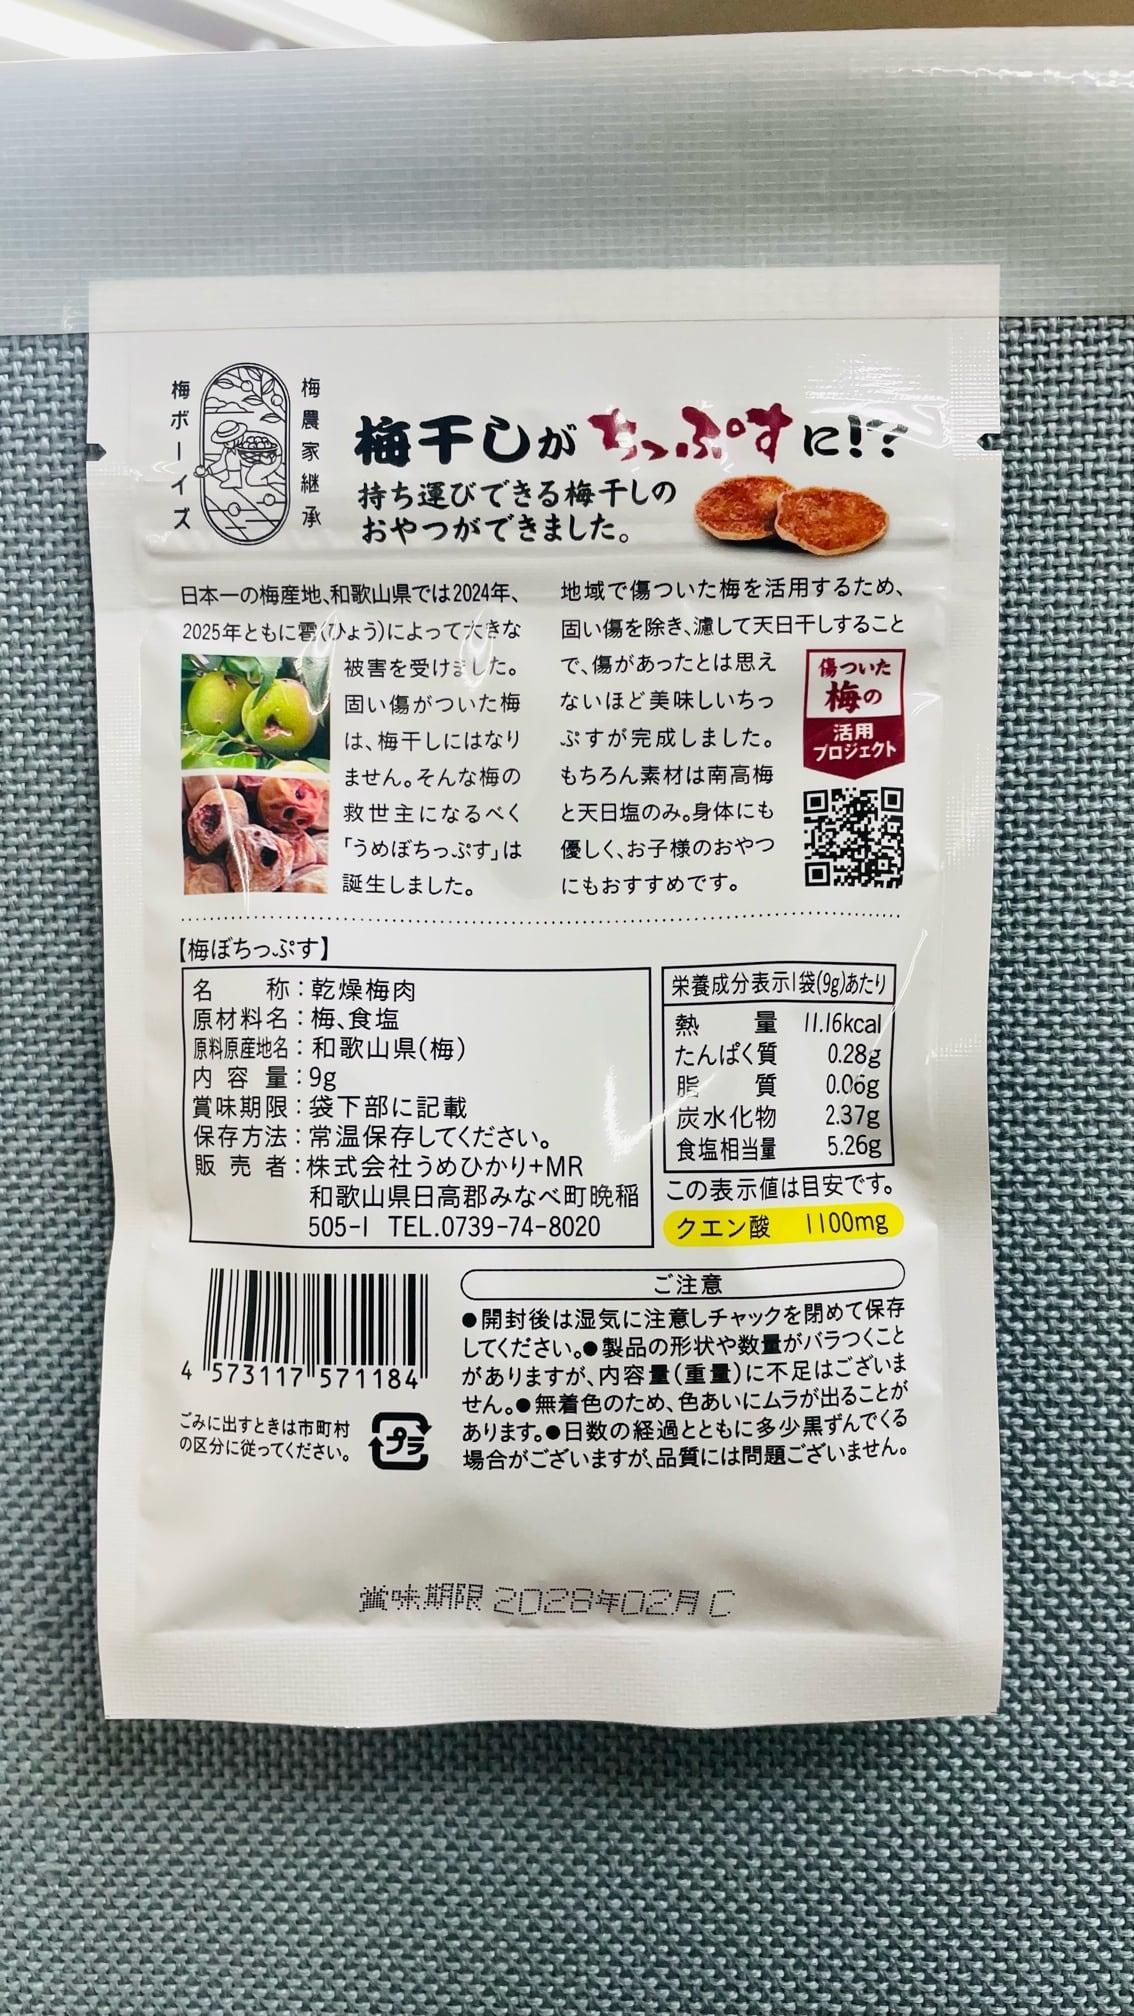 梅ボーイズ
梅農家継承
梅干しがちっぷすに!?
持ち運びできる梅干しの
おやつができました。
日本一の梅産地、和歌山県では2024年、
2025年ともに雹(ひょう)によって大きな
被害を受けました。
固い傷がついた梅
は、梅干しにはなり
ません。そんな梅の
救世主になるべく
「うめぼちっぷす」は
誕生しました。
地域で傷ついた梅を活用するため、
固い傷を除き、濾して天日干しすること
で、傷があったとは思え
ないほど美味しいちっ
ぷすが完成しました。
もちろん素材は南高梅
と天日塩のみ。身体にも
優しく、お子様のおやつ
にもおすすめです。
傷ついた
梅の
活用
プロジェクト
【梅ぼちっぷす】
名称：乾燥梅肉
原材料名：梅、食塩
原料原産地名：和歌山県(梅)
内容量：9g
賞味期限：袋下部に記載
保存方法：常温保存してください。
販売者：株式会社うめひかり+MR
和歌山県日高郡みなべ町晩稲
505-1 TEL.0739-74-8020
栄養成分表示1袋(9g)あたり
熱量 11.16kcal
たんぱく質 0.28g
脂質 0.06g
炭水化物 2.37g
食塩相当量 5.26g
この表示値は目安です。
クエン酸 1100mg
4 573117 571184
ごみに出すときは市町村
の区分に従ってください。
プラ
ご注意
●開封後は湿気に注意しチャックを閉めて保存
してください。●製品の形状や数量がバラつくこと
がありますが、内容量(重量)に不足はございま
せん。●無着色のため、色あいにムラが出ることが
あります。●日数の経過とともに多少黒ずんでくる
場合がございますが、品質には問題ございません。
賞味期限 2028年02月 C